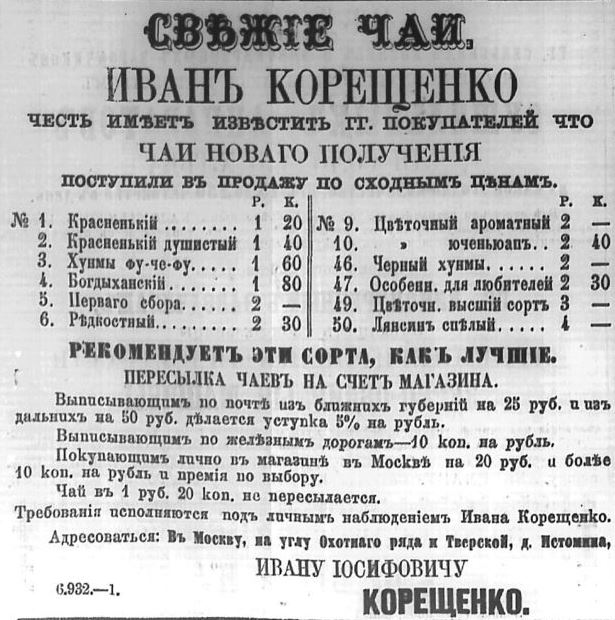 СВѢЖІЕ ЧАИ.
ИВАНЪ КОРЕЩЕНКО
ЧЕСТЬ ИМѢЕТЪ ИЗВѢСТИТЬ ГГ. ПОКУПАТЕЛЕЙ ЧТО
ЧАИ НОВАГО ПОЛУЧЕНІЯ
ПОСТУПИЛИ ВЪ ПРОДАЖУ ПО СХОДНЫМЪ ЦѢНАМЪ.
Р. К.
№ 1. Красненькій ........ 1 20
2. Красненькій душистый 1 40
3. Хунмы фу-че-фу..... 1 60
4. Богдыханскій....... 1 80
5. Перваго сбора...... 2 —
6. Рѣдкостный........ 2 30
Р. К.
№ 9. Цвѣточный ароматный 2 —
10. » юченьюапъ.. 2 40
46. Черный хунмы...... 2 —
47. Особенн. для любителей 2 30
49. Цвѣточн. высшій сортъ 3 —
50. Лянсинъ спѣлый..... 4 —
РЕКОМЕНДУЕТЪ ЭТИ СОРТА, КАКЪ ЛУЧШІЕ.
ПЕРЕСЫЛКА ЧАЕВЪ НА СЧЕТЪ МАГАЗИНА.
Выписывающимъ по почтѣ изъ ближнихъ губерній на 25 руб. и изъ
дальнихъ на 50 руб. дѣлается уступка 5% на рубль.
Выписывающимъ по желѣзнымъ дорогамъ—10 коп. на рубль.
Покупающимъ лично въ магазинѣ въ Москвѣ на 20 руб. и болѣе
10 коп. на рубль и премія по выбору.
Чай въ 1 руб. 20 коп. не пересылается.
Требованія исполняются подъ личнымъ наблюденіемъ Ивана Корещенко.
Адресоваться: Въ Москву, на углу Охотнаго ряда и Тверской, д. Истомина,
ИВАНУ ІОСИФОВИЧУ
6.932.—1.
КОРЕЩЕНКО.